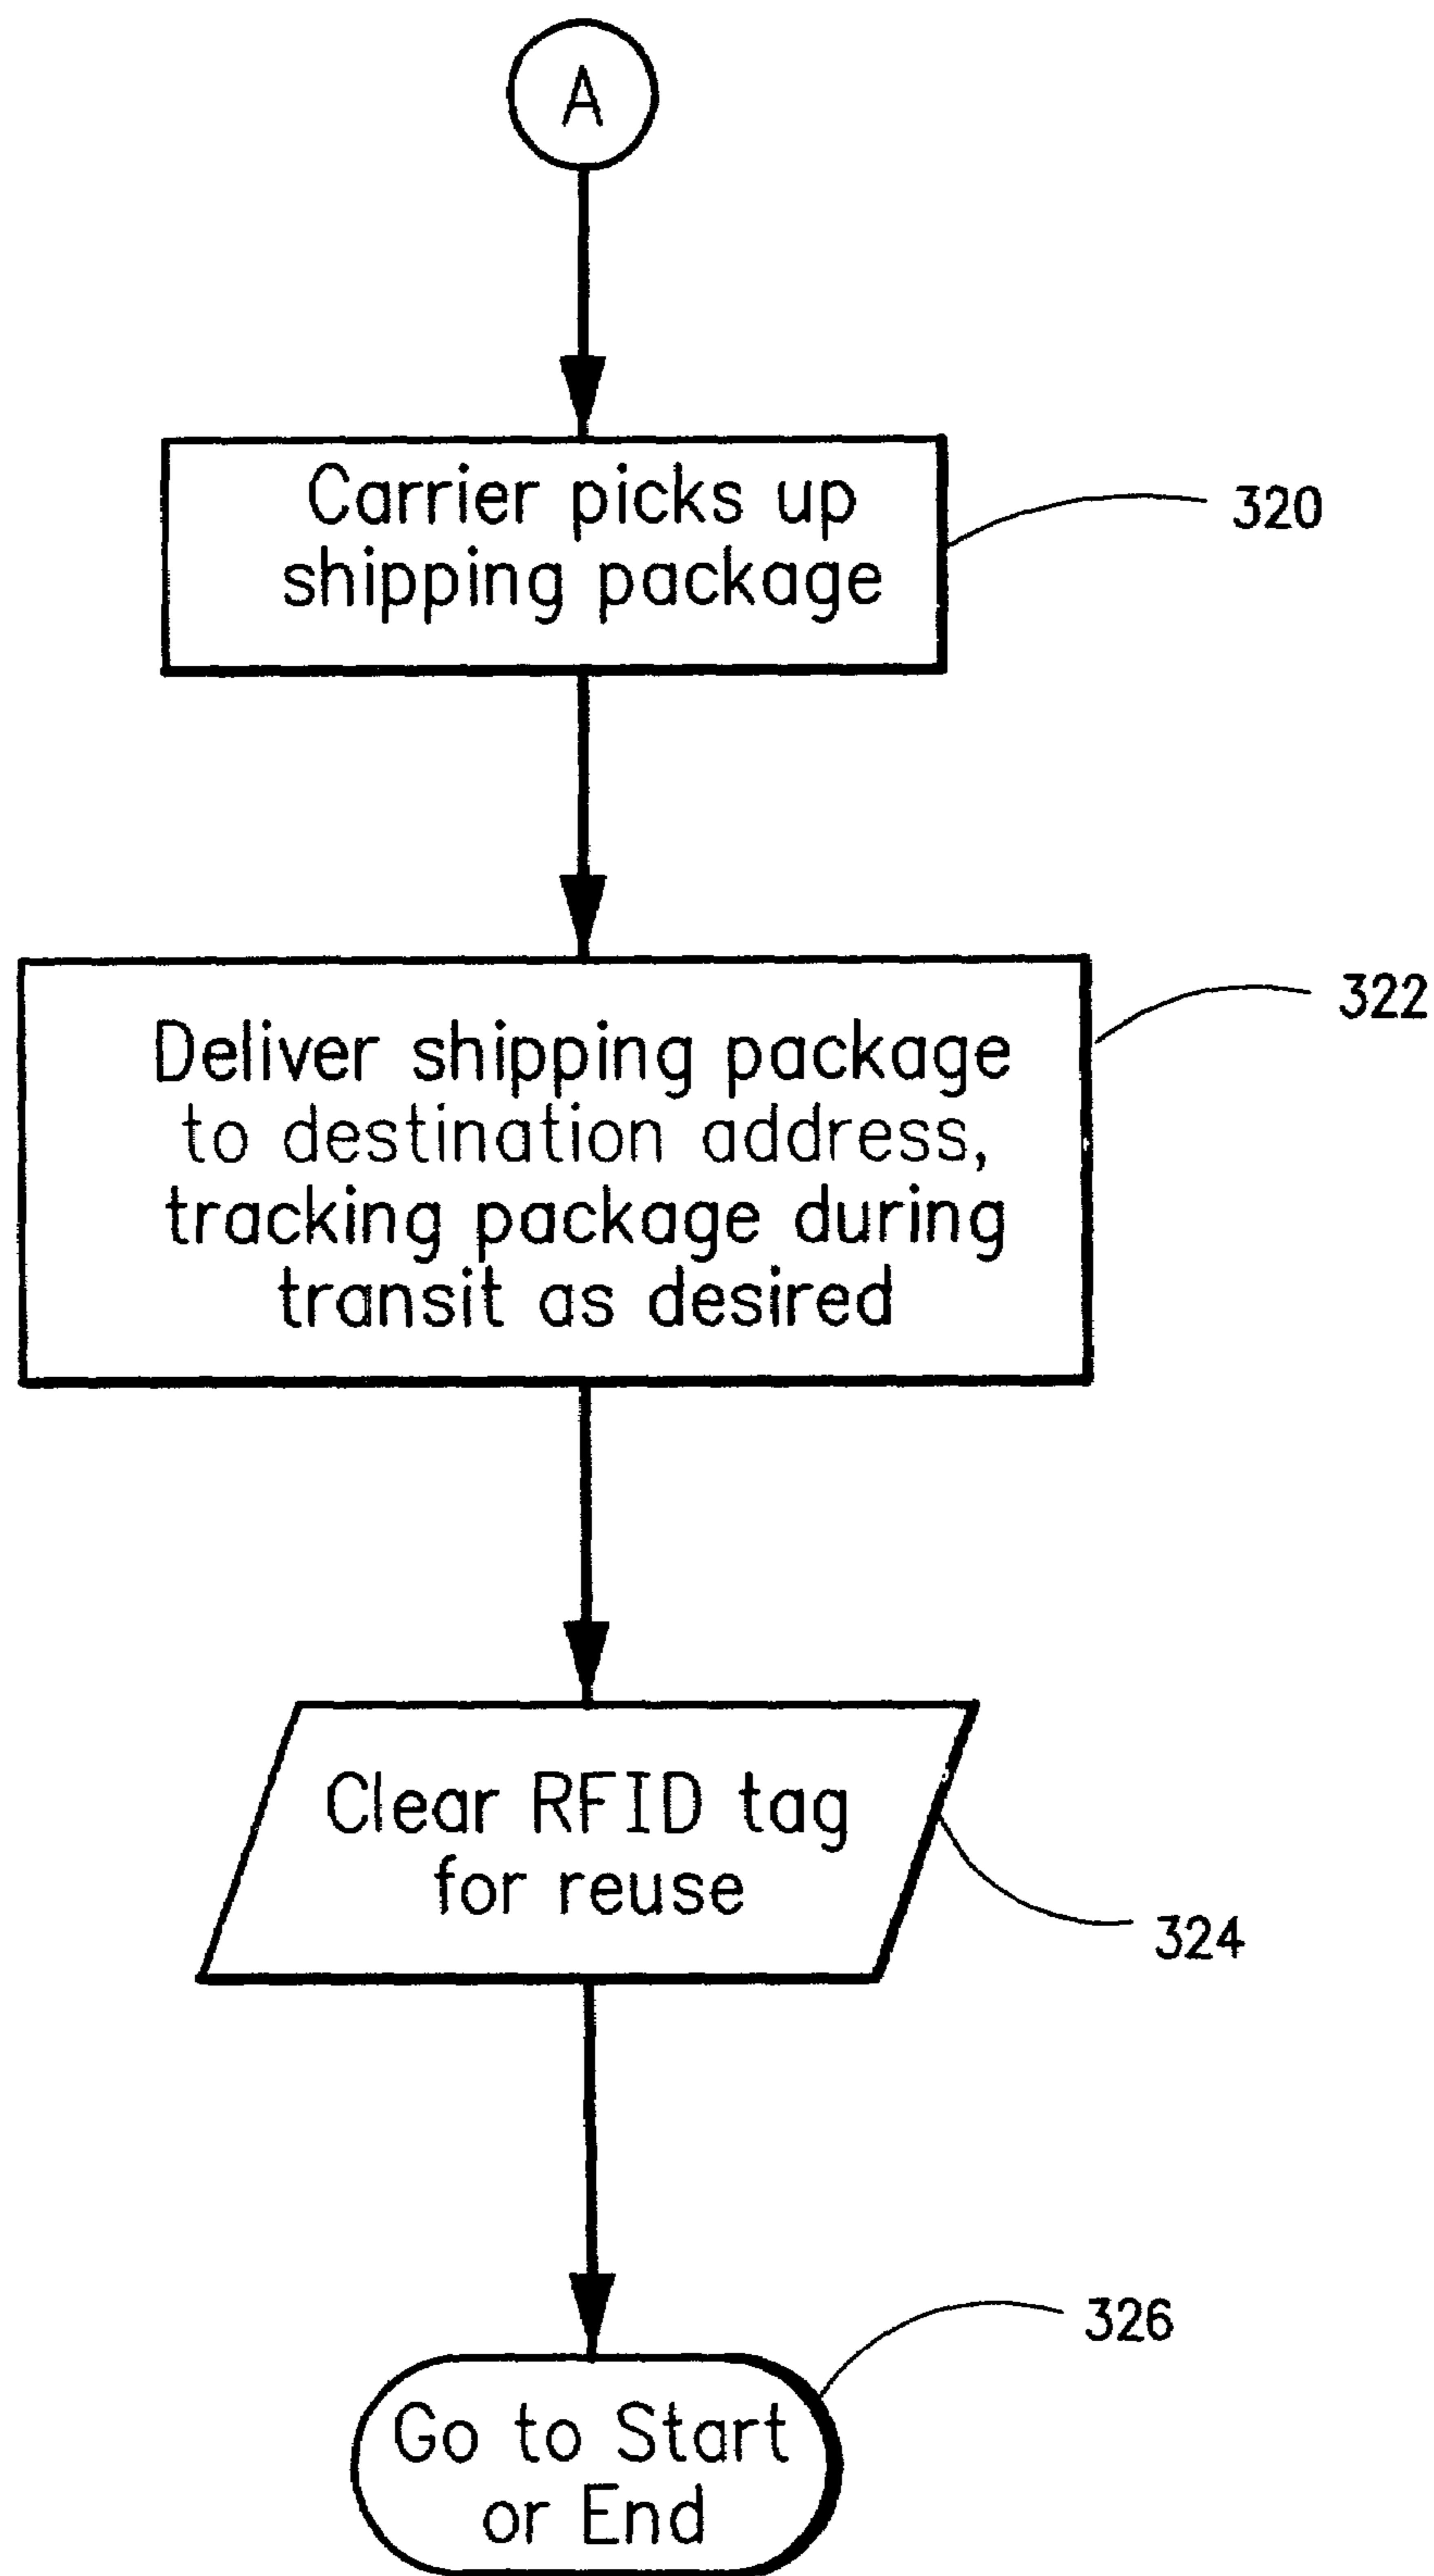 A
Carrier picks up
shipping package
320
Deliver shipping package
to destination address,
tracking package during
transit as desired
322
Clear RFID tag
for reuse
324
Go to Start
or End
326